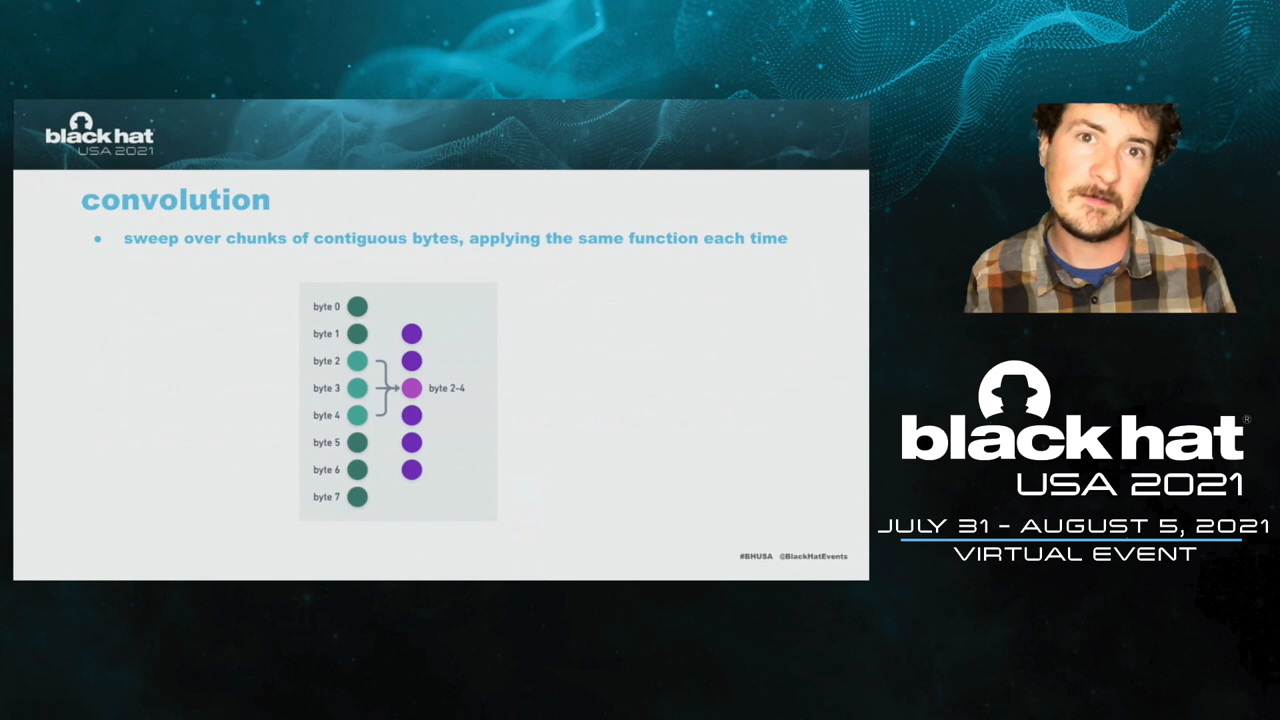 black hat
USA 2021
convolution
• sweep over chunks of contiguous bytes, applying the same function each time
byte 0
byte 1
byte 2
byte 3
byte 2-4
byte 4
byte 5
byte 6
byte 7
#BHUSA @BlackHatEvents
black hat®
USA 2021
JULY 31 - AUGUST 5, 2021
VIRTUAL EVENT